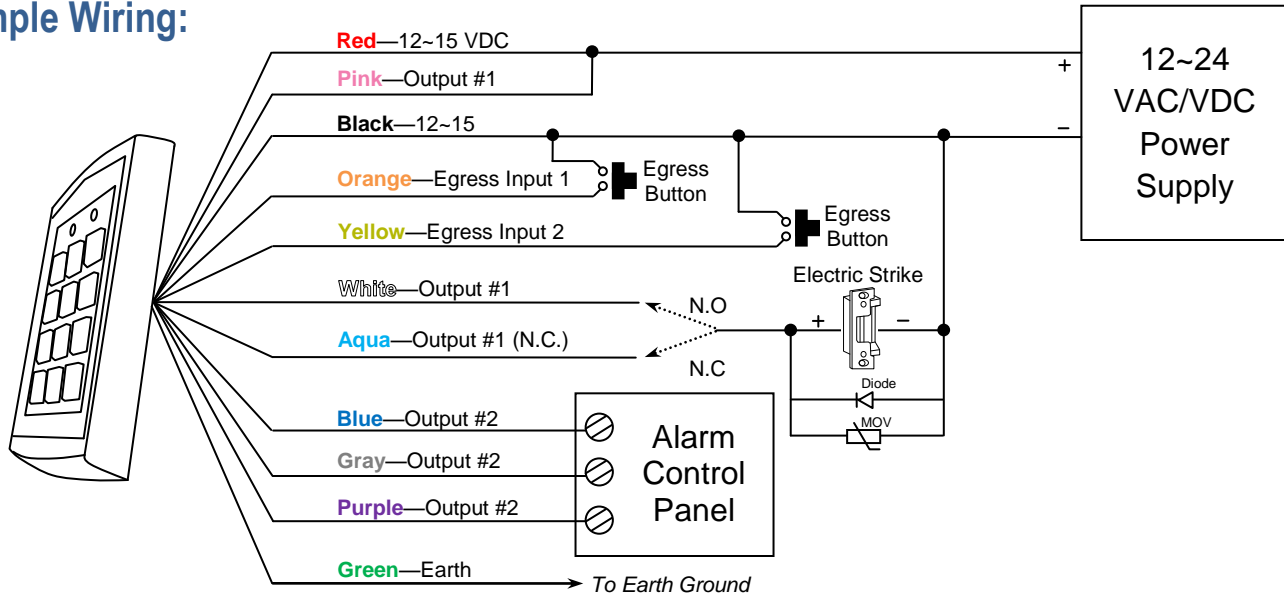 nple Wiring:
Red—12~15 VDC
Pink—Output #1
Black—12~15
Orange—Egress Input 1
Yellow—Egress Input 2
White—Output #1
Aqua—Output #1 (N.C.)
Blue—Output #2
Gray—Output #2
Purple—Output #2
Green—Earth
To Earth Ground
Egress
Button
Egress
Button
Electric Strike
N.O
N.C
+
–
Diode
MOV
Alarm
Control
Panel
+
–
12~24
VAC/VDC
Power
Supply